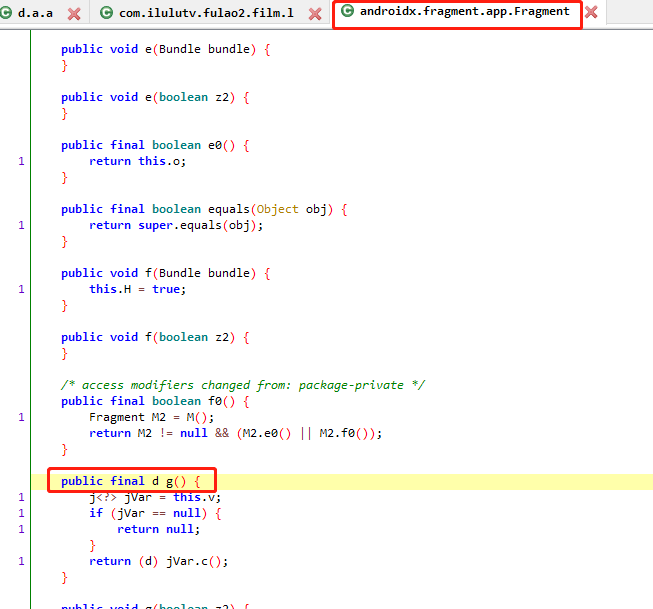 d.a.a com.ilulutv.fulao2.film.l androidx.fragment.app.Fragment
public void e(Bundle bundle) {
}
public void e(boolean z2) {
}
public final boolean e0() {
1 return this.o;
}
public final boolean equals(Object obj) {
1 return super.equals(obj);
}
public void f(Bundle bundle) {
1 this.H = true;
}
public void f(boolean z2) {
}
/* access modifiers changed from: package-private */
public final boolean f0() {
1 Fragment M2 = M();
return M2 != null && (M2.e0() || M2.f0());
}
public final d g() {
1 j<?> jVar = this.v;
1 if (jVar == null) {
1 return null;
}
1 return (d) jVar.c();
}
public void g(boolean z2) {